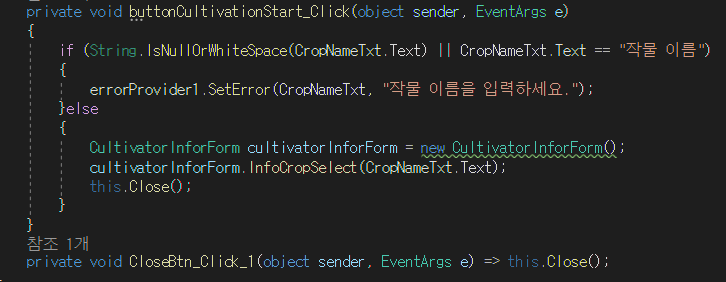 private void buttonCultivationStart_Click(object sender, EventArgs e)
{
if (String.IsNullOrWhiteSpace(CropNameTxt.Text) || CropNameTxt.Text == "작물 이름")
{
errorProvider1.SetError(CropNameTxt, "작물 이름을 입력하세요.");
}else
{
CultivatorInforForm cultivatorInforForm = new CultivatorInforForm();
cultivatorInforForm.InfoCropSelect(CropNameTxt.Text);
this.Close();
}
}
참조 1개
private void CloseBtn_Click_1(object sender, EventArgs e) => this.Close();